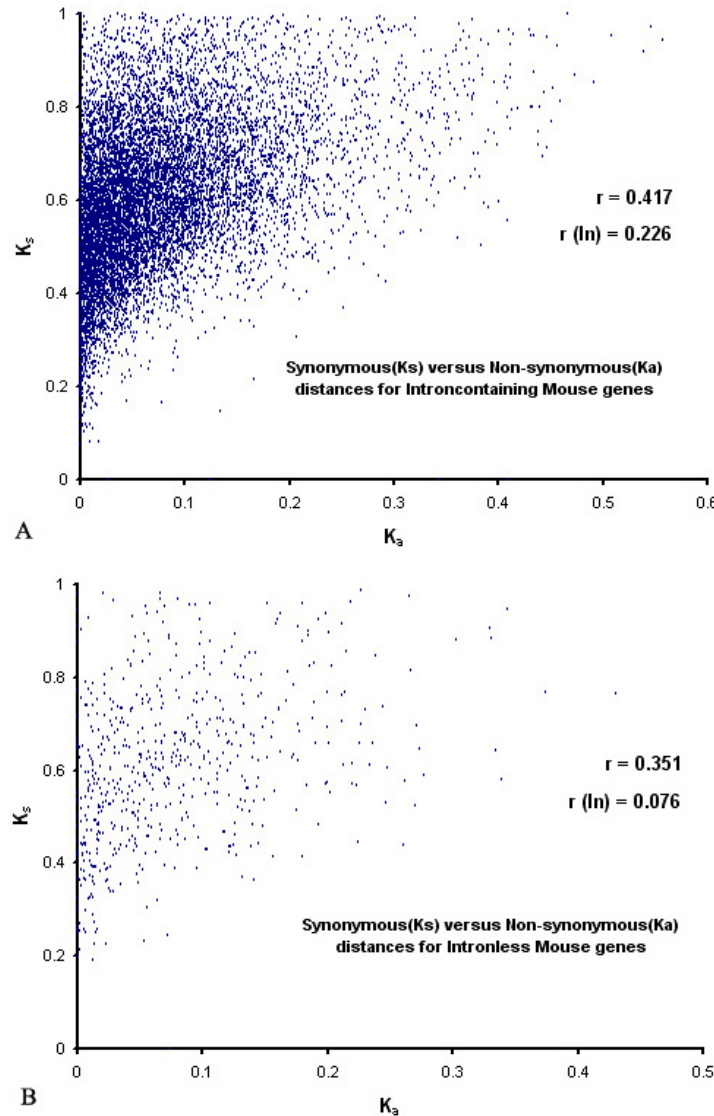 1
0.8
0.6
0.4
0.2
0
Ks
r = 0.417
r (ln) = 0.226
Synonymous(Ks) versus Non-synonymous(Ka)
distances for Introncontaining Mouse genes
0 0.1 0.2 0.3 0.4 0.5 0.6
Ka
A
1
0.8
0.6
0.4
0.2
0
Ks
r = 0.351
r (ln) = 0.076
Synonymous(Ks) versus Non-synonymous(Ka)
distances for Intronless Mouse genes
0 0.1 0.2 0.3 0.4 0.5
Ka
B